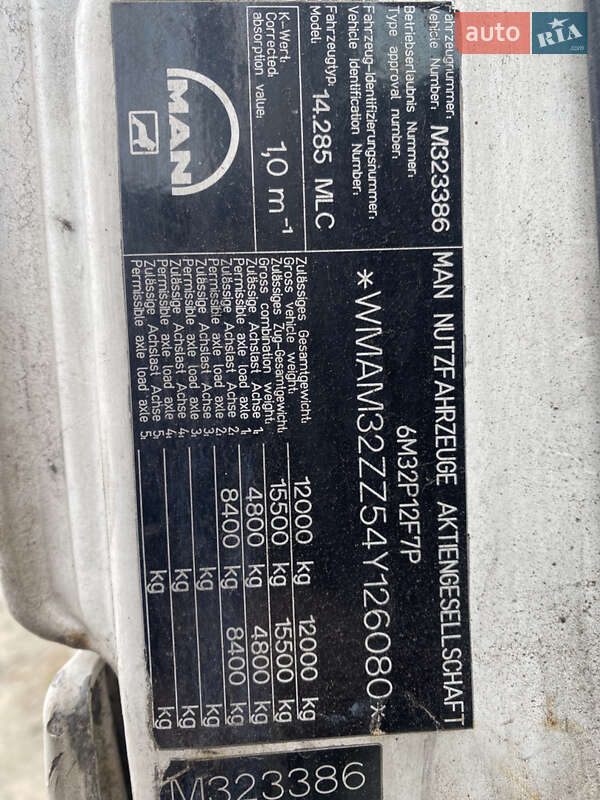 auto RIA .com
MAN NUTZFAHRZEUGE AKTIENGESELLSCHAFT
Fahrzeugnummer:
Vehicle Number: M323386
Betriebserlaubnis Nummer:
Type approval number: 6M32P12F7P
Fahrzeug-Identifizierungsnummer:
Vehicle Identification Number: *WMAM32ZZ54Y126080*
Fahrzeugtyp:
Model: 14.285 MLC
K-Wert:
Corrected absorption value: 1,0 m⁻¹
MAN
Zulässiges Gesamtgewicht:
Gross vehicle weight: 12000 kg 12000 kg
Zulässiges Zug-Gesamtgewicht:
Gross combination weight: 15500 kg 15500 kg
Zulässige Achslast Achse 1:
Permissible axle load axle 1: 4800 kg 4800 kg
Zulässige Achslast Achse 2:
Permissible axle load axle 2: 8400 kg 8400 kg
Zulässige Achslast Achse 3:
Permissible axle load axle 3: kg kg
Zulässige Achslast Achse 4:
Permissible axle load axle 4: kg kg
Zulässige Achslast Achse 5:
Permissible axle load axle 5: kg kg
M323386